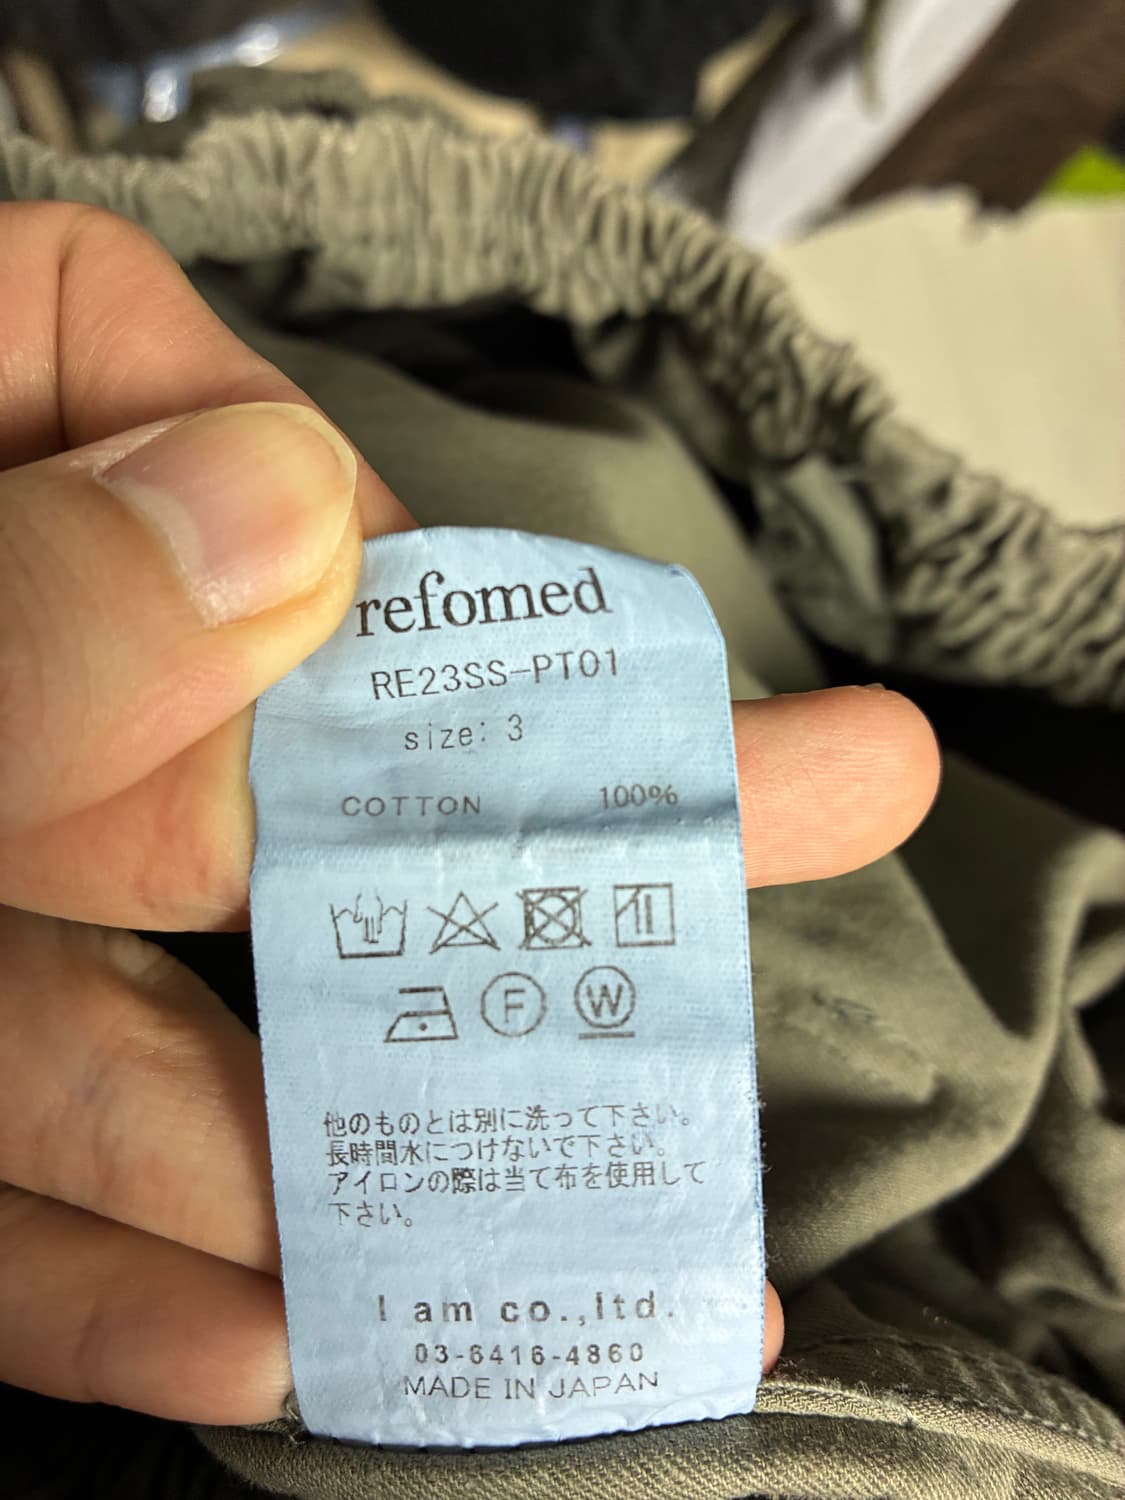 refomed
RE23SS-PT01
size: 3
COTTON 100%
F W
他のものとは別に洗って下さい。
長時間水につけないで下さい。
アイロンの際は当て布を使用して
下さい。
I am co.,ltd.
03-6416-4860
MADE IN JAPAN